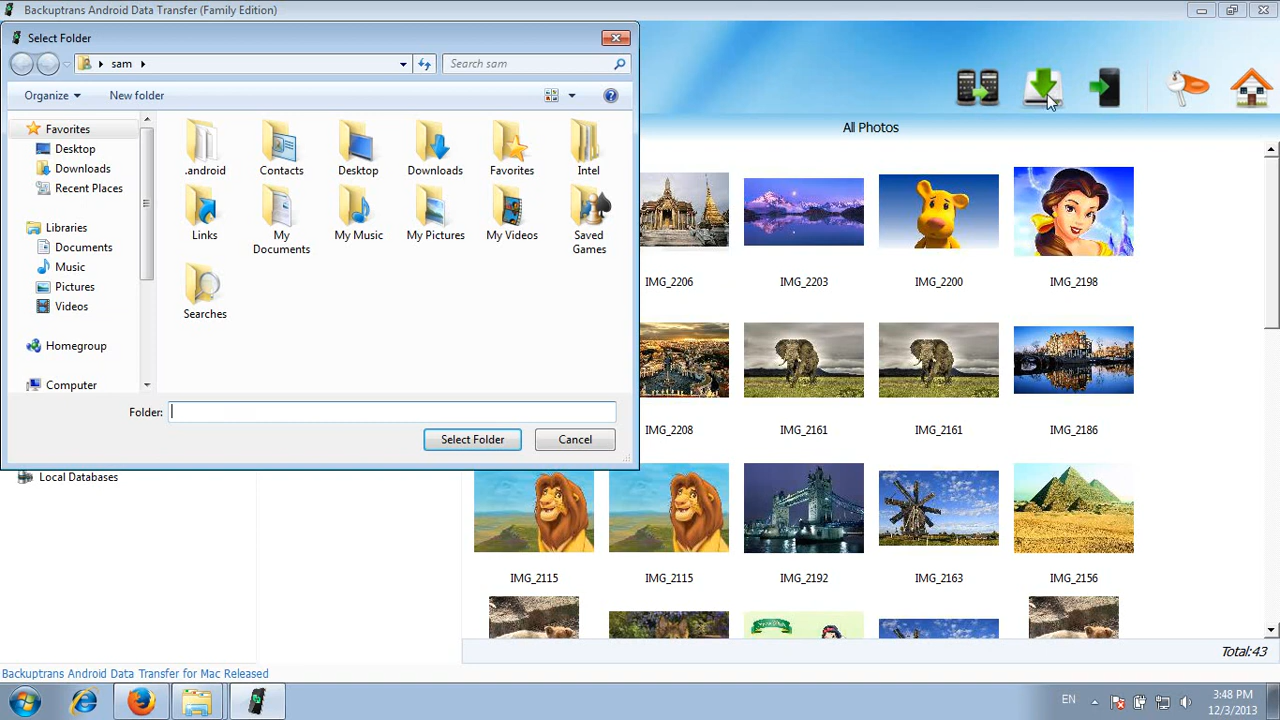 Backuptrans Android Data Transfer (Family Edition)
Select Folder
sam
Search sam
Organize
New folder
Favorites
Desktop
Downloads
Recent Places
Libraries
Documents
Music
Pictures
Videos
Homegroup
Computer
.android
Contacts
Desktop
Downloads
Favorites
Intel
Links
My Documents
My Music
My Pictures
My Videos
Saved Games
Searches
Folder:
Select Folder
Cancel
Local Databases
All Photos
IMG_2206
IMG_2203
IMG_2200
IMG_2198
IMG_2208
IMG_2161
IMG_2161
IMG_2186
IMG_2115
IMG_2115
IMG_2192
IMG_2163
IMG_2156
Total:43
Backuptrans Android Data Transfer for Mac Released
EN
3:48 PM
12/3/2013